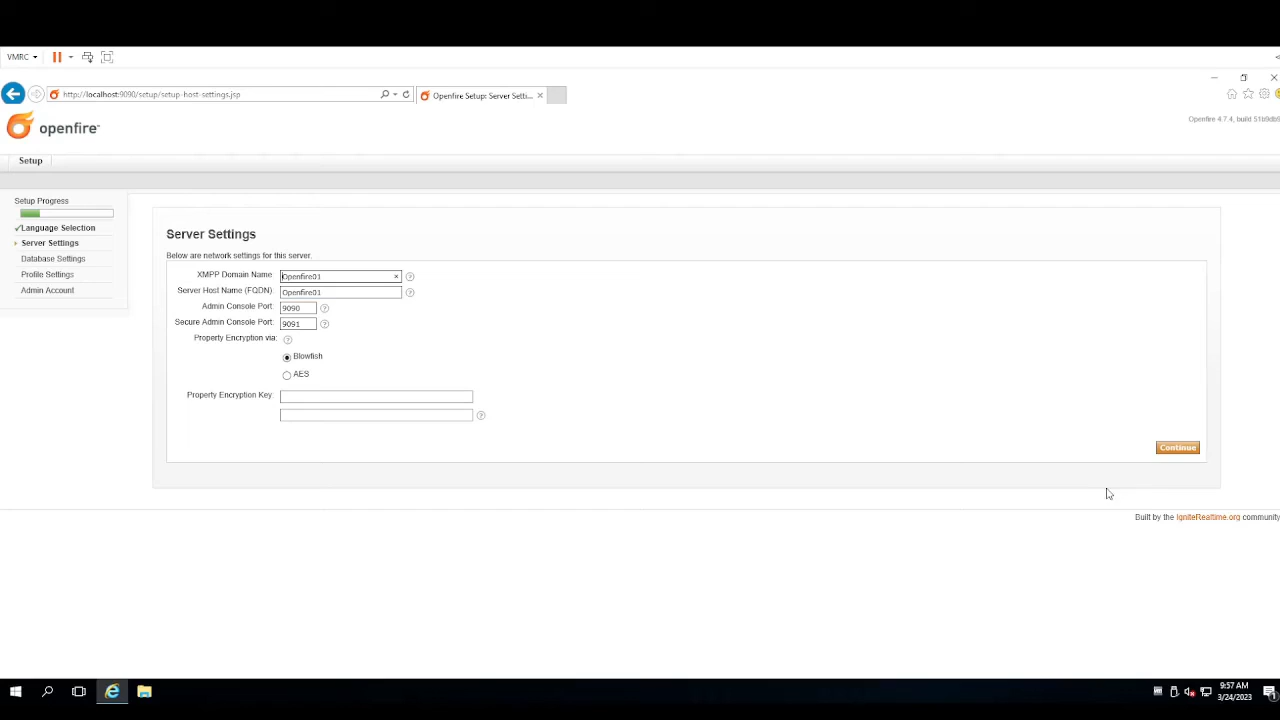 VMRC
http://localhost:9090/setup/setup-host-settings.jsp
Openfire Setup: Server Setti...
openfire
Openfire 4.7.4, build 51b9db9
Setup
Setup Progress
Language Selection
Server Settings
Database Settings
Profile Settings
Admin Account
Server Settings
Below are network settings for this server.
XMPP Domain Name: Openfire01
Server Host Name (FQDN): Openfire01
Admin Console Port: 9090
Secure Admin Console Port: 9091
Property Encryption via:
Blowfish
AES
Property Encryption Key:
Continue
Built by the IgniteRealtime.org community
9:57 AM
3/24/2023